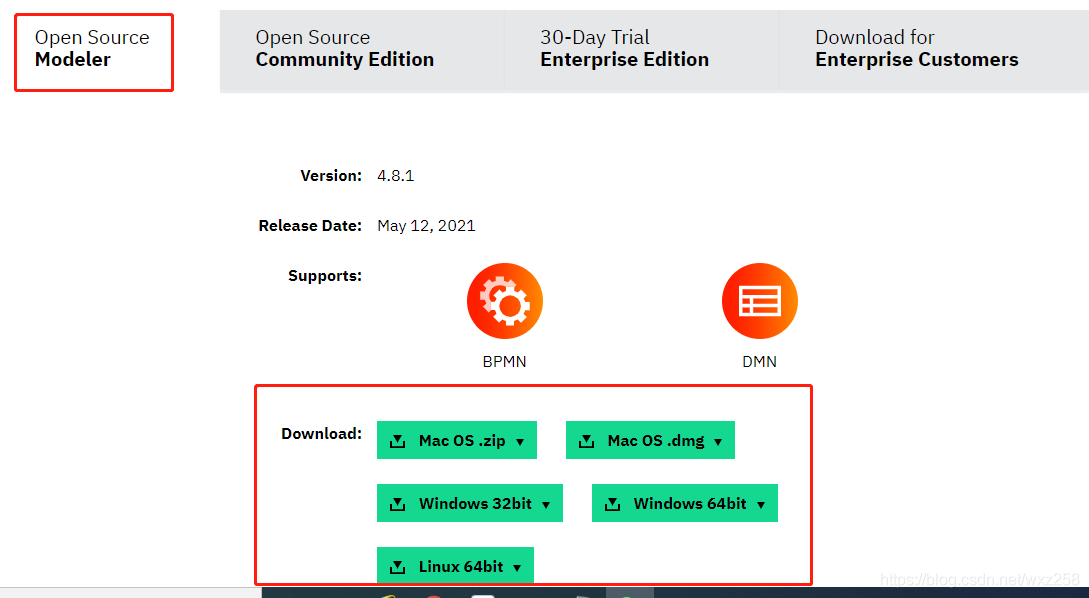 Open Source
Modeler
Open Source
Community Edition
30-Day Trial
Enterprise Edition
Download for
Enterprise Customers
Version: 4.8.1
Release Date: May 12, 2021
Supports:
BPMN DMN
Download: Mac OS .zip ▼ Mac OS .dmg ▼
Windows 32bit ▼ Windows 64bit ▼
Linux 64bit ▼
https://blog.csdn.net/wxz258